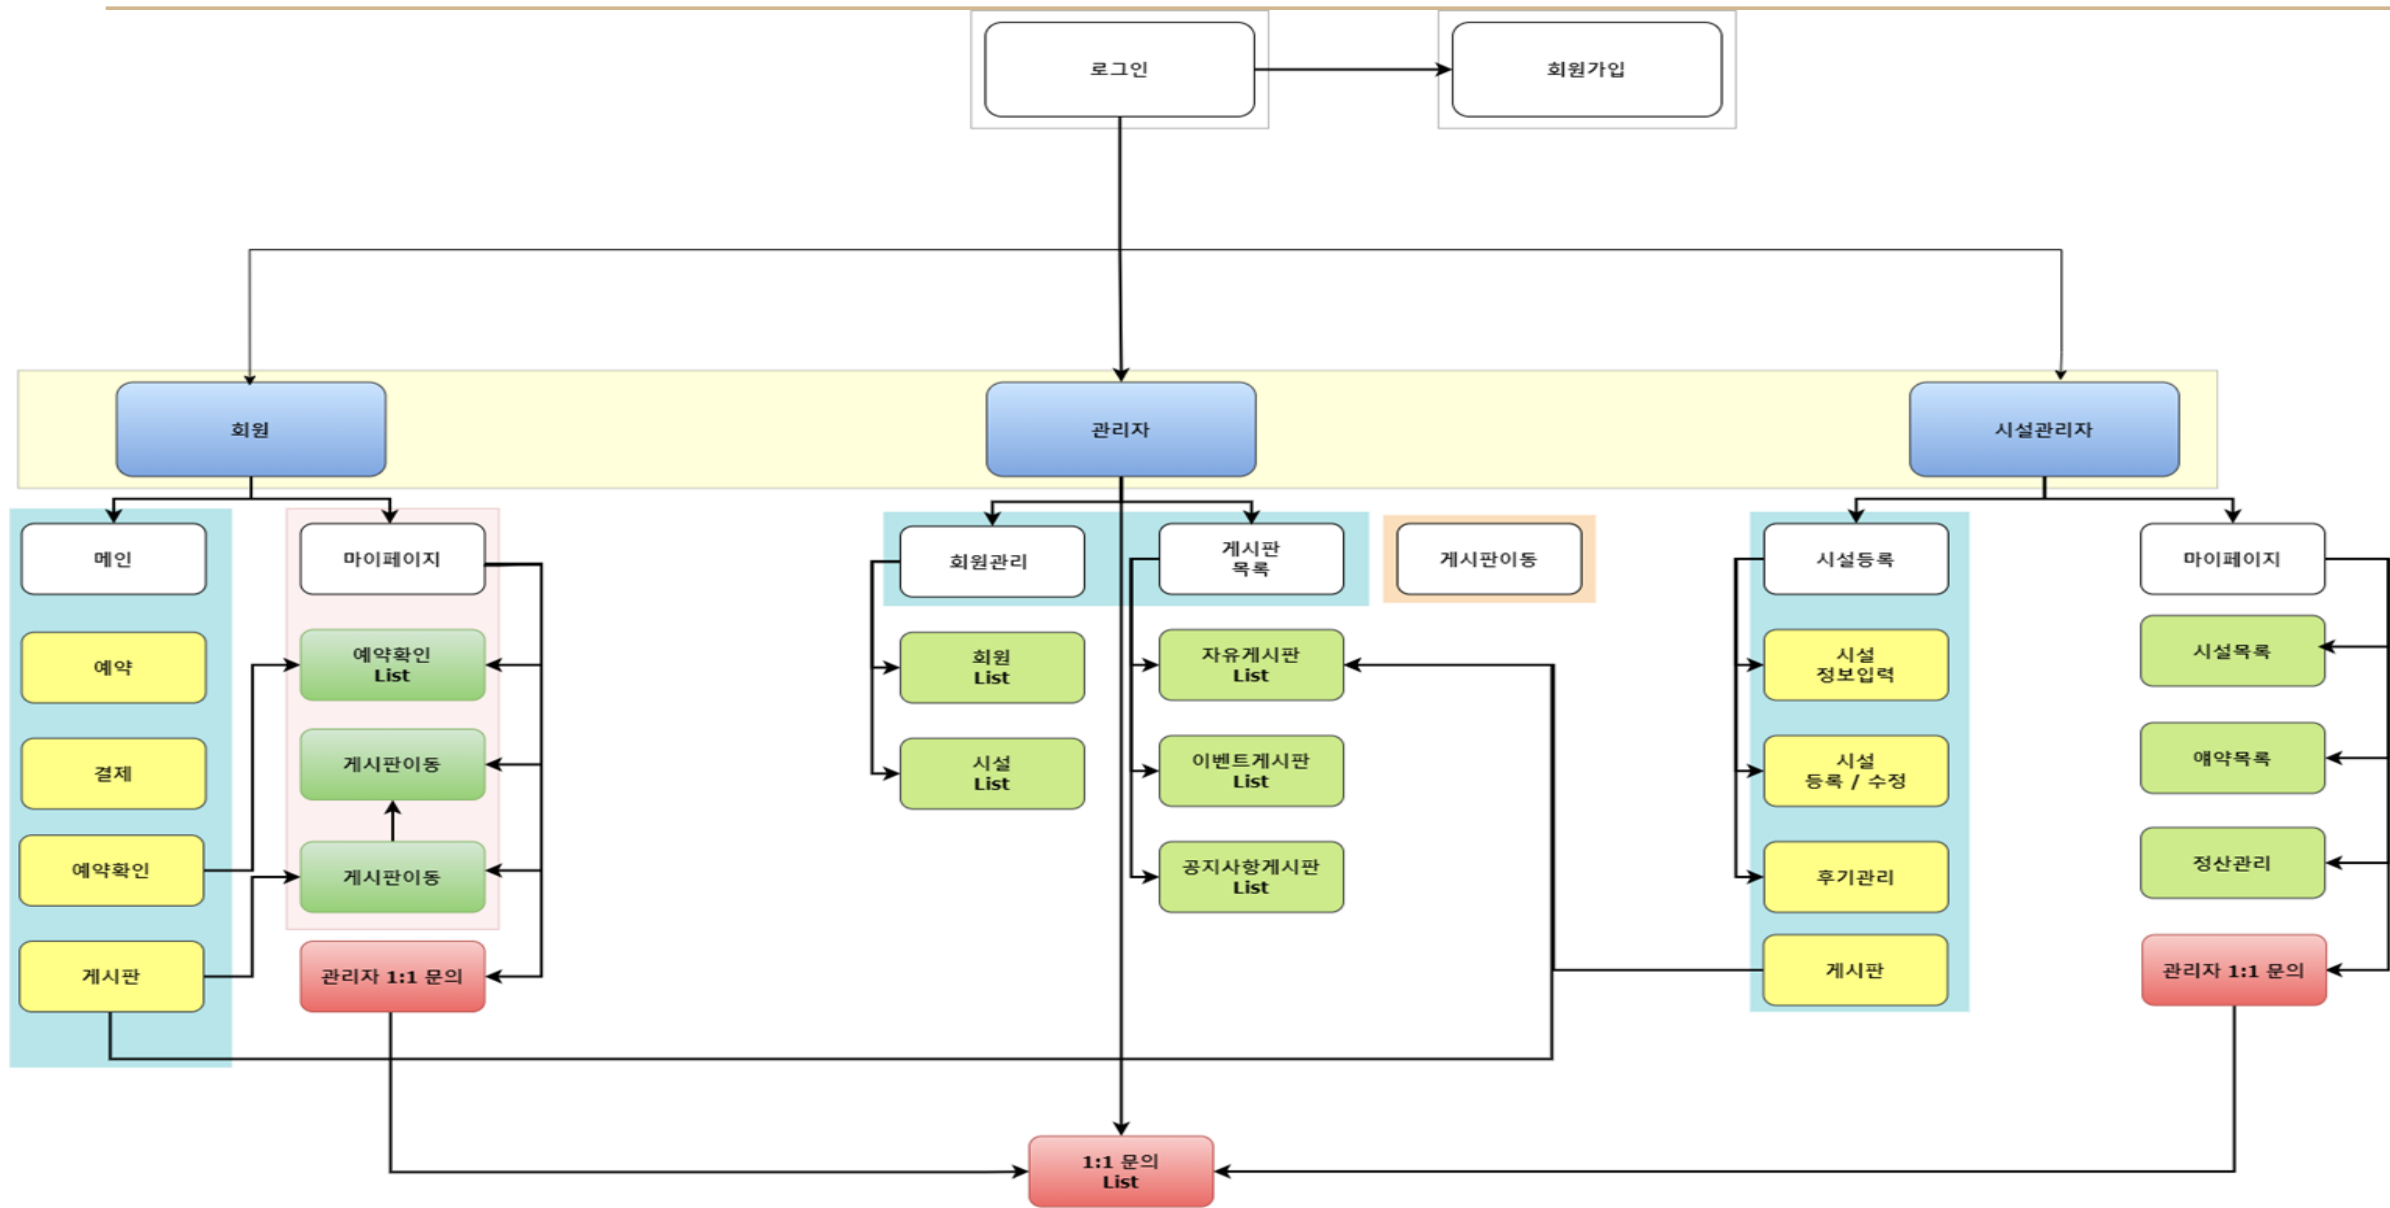 로그인
회원가입
회원
관리자
시설관리자
메인
마이페이지
회원관리
게시판
목록
게시판이동
시설등록
마이페이지
예약
예약확인
List
회원
List
자유게시판
List
시설
정보입력
시설목록
결제
게시판이동
시설
List
이벤트게시판
List
시설
등록 / 수정
얘약목록
예약확인
게시판이동
공지사항게시판
List
후기관리
정산관리
게시판
관리자 1:1 문의
게시판
관리자 1:1 문의
1:1 문의
List